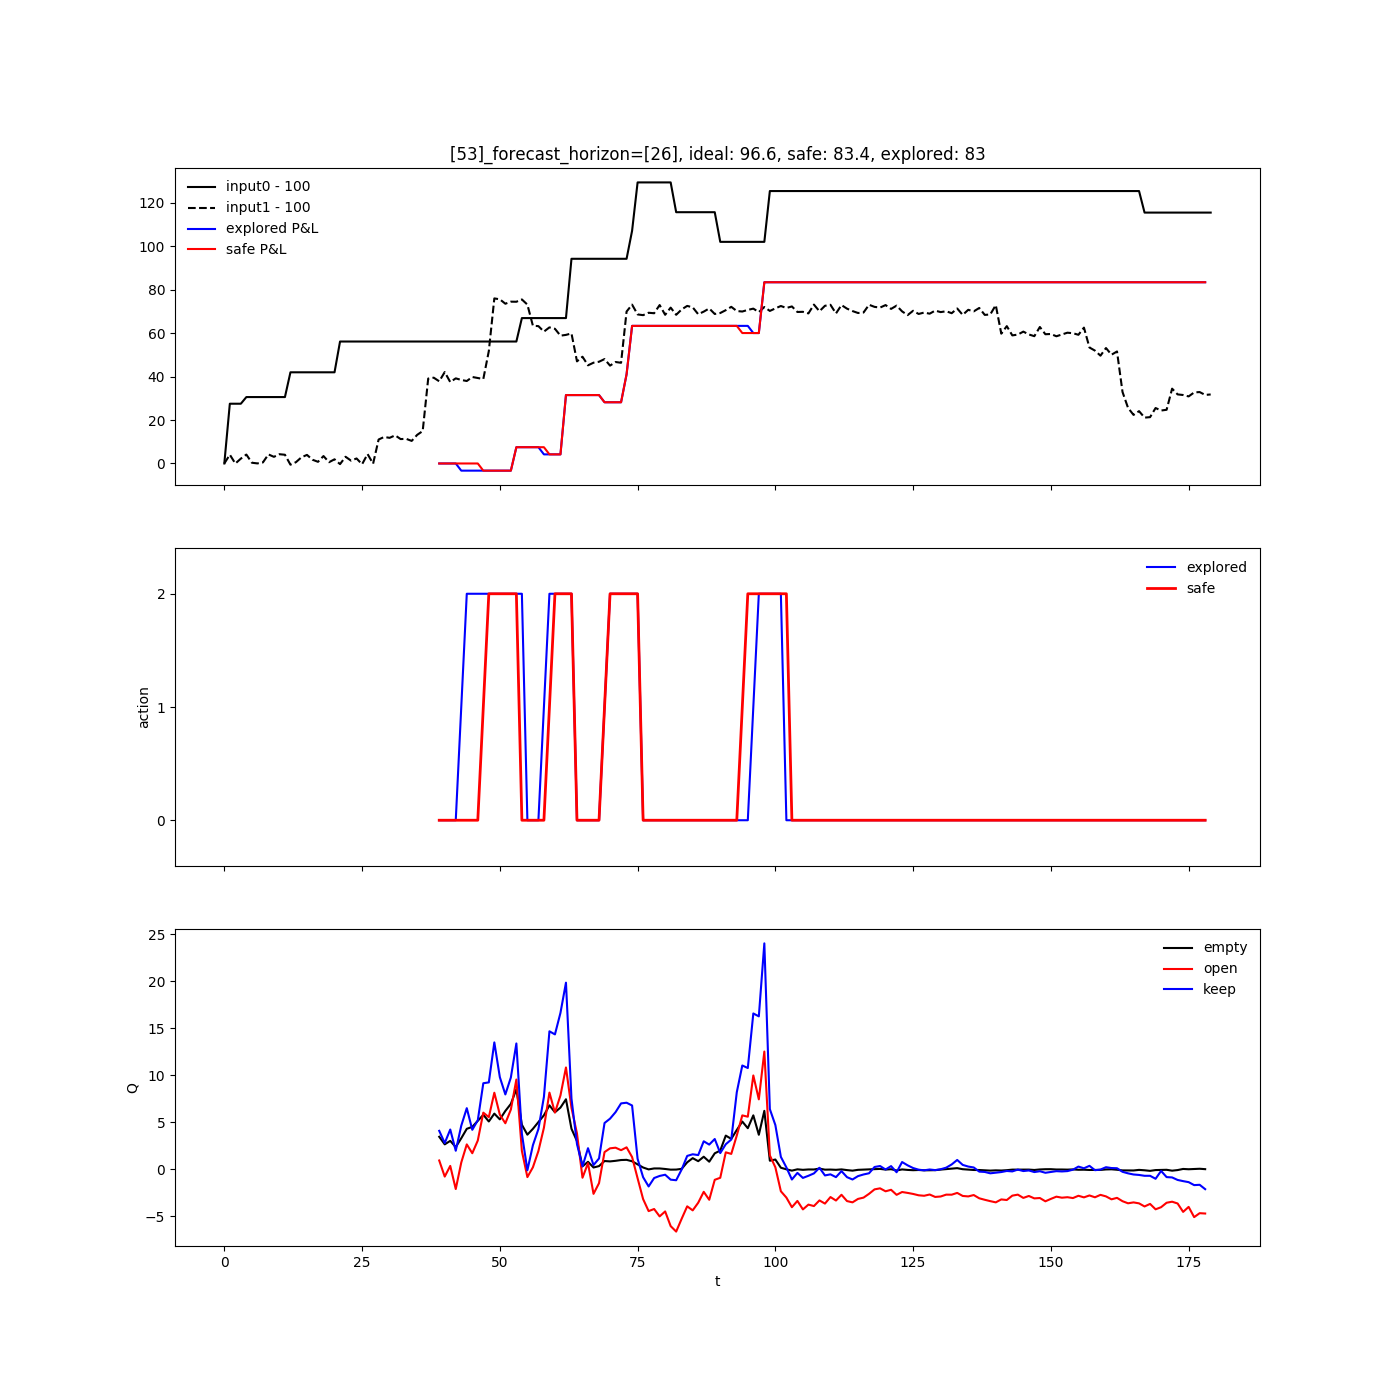 [53]_forecast_horizon=[26], ideal: 96.6, safe: 83.4, explored: 83
input0 - 100
input1 - 100
explored P&L
safe P&L
120
100
80
60
40
20
0
explored
safe
action
2
1
0
empty
open
keep
Q
25
20
15
10
5
0
−5
0 25 50 75 100 125 150 175
t